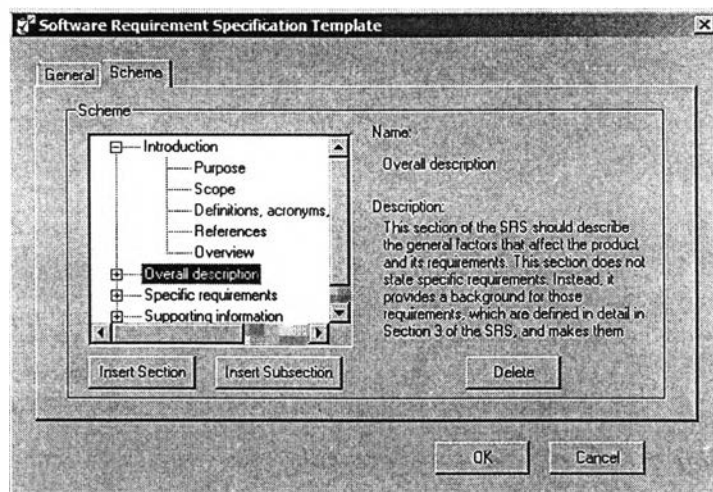 Software Requirement Specification Template
General
Scheme
Scheme
Introduction
Purpose
Scope
Definitions, acronyms,
References
Overview
Overall description
Specific requirements
Supporting information
Insert Section
Insert Subsection
Name:
Overall description
Description:
This section of the SRS should describe
the general factors that affect the product
and its requirements. This section does not
state specific requirements. Instead, it
provides a background for those
requirements, which are defined in detail in
Section 3 of the SRS, and makes them
Delete
OK
Cancel